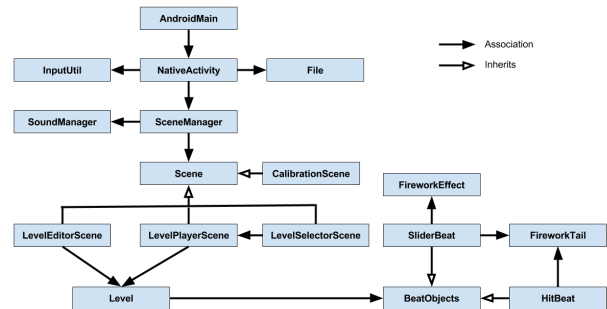 AndroidMain
InputUtil
NativeActivity
File
Association
Inherits
SoundManager
SceneManager
Scene
CalibrationScene
FireworkEffect
LevelEditorScene
LevelPlayerScene
LevelSelectorScene
SliderBeat
FireworkTail
Level
BeatObjects
HitBeat